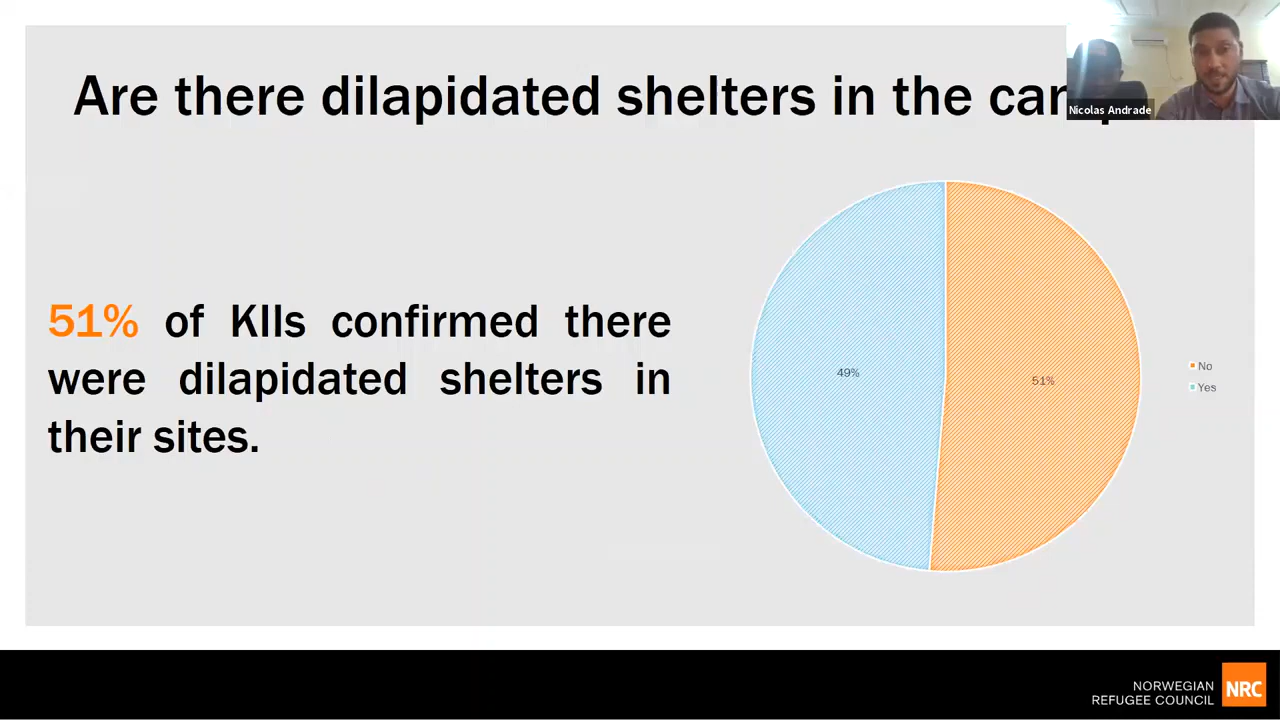 Are there dilapidated shelters in the
Nicolas Andrade
51% of KIIs confirmed there
were dilapidated shelters in
their sites.
49%
51%
No
Yes
NORWEGIAN
REFUGEE COUNCIL
NRC